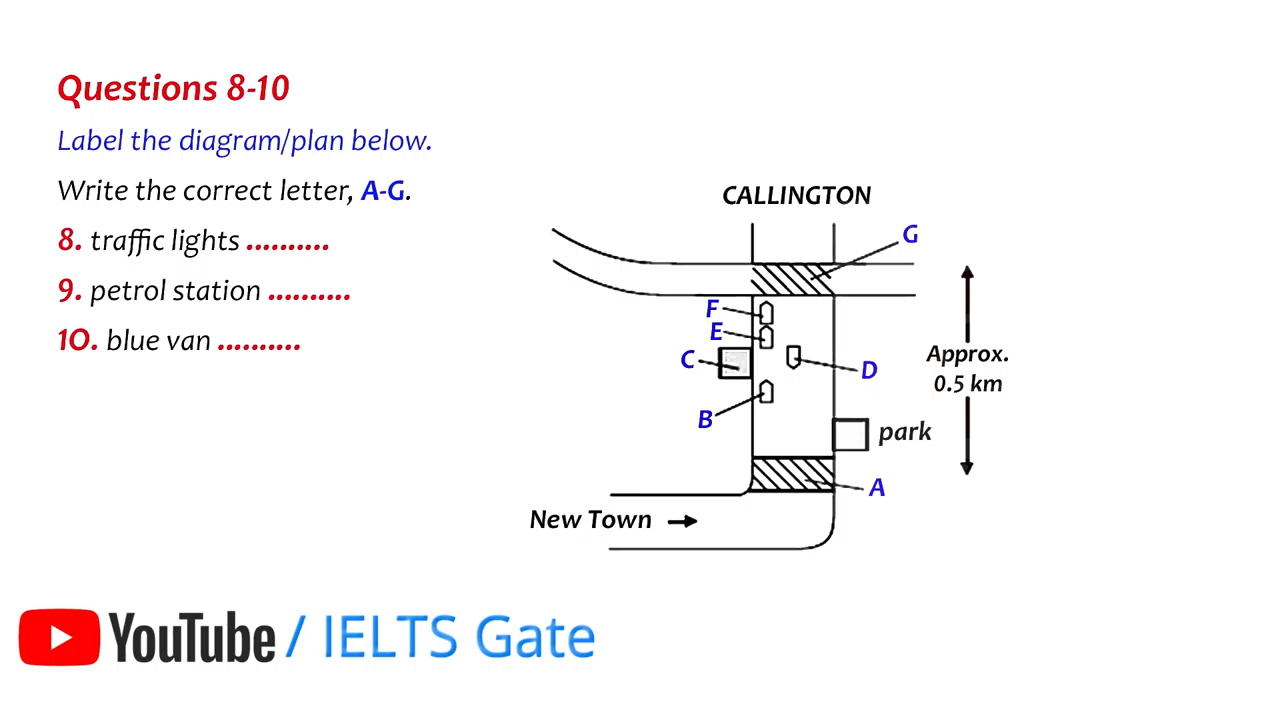 Questions 8-10
Label the diagram/plan below.
Write the correct letter, A-G.
8. traffic lights ..........
9. petrol station ..........
10. blue van ..........
CALLINGTON
G
F
E
C
D
B
Approx.
0.5 km
park
A
New Town
YouTube / IELTS Gate